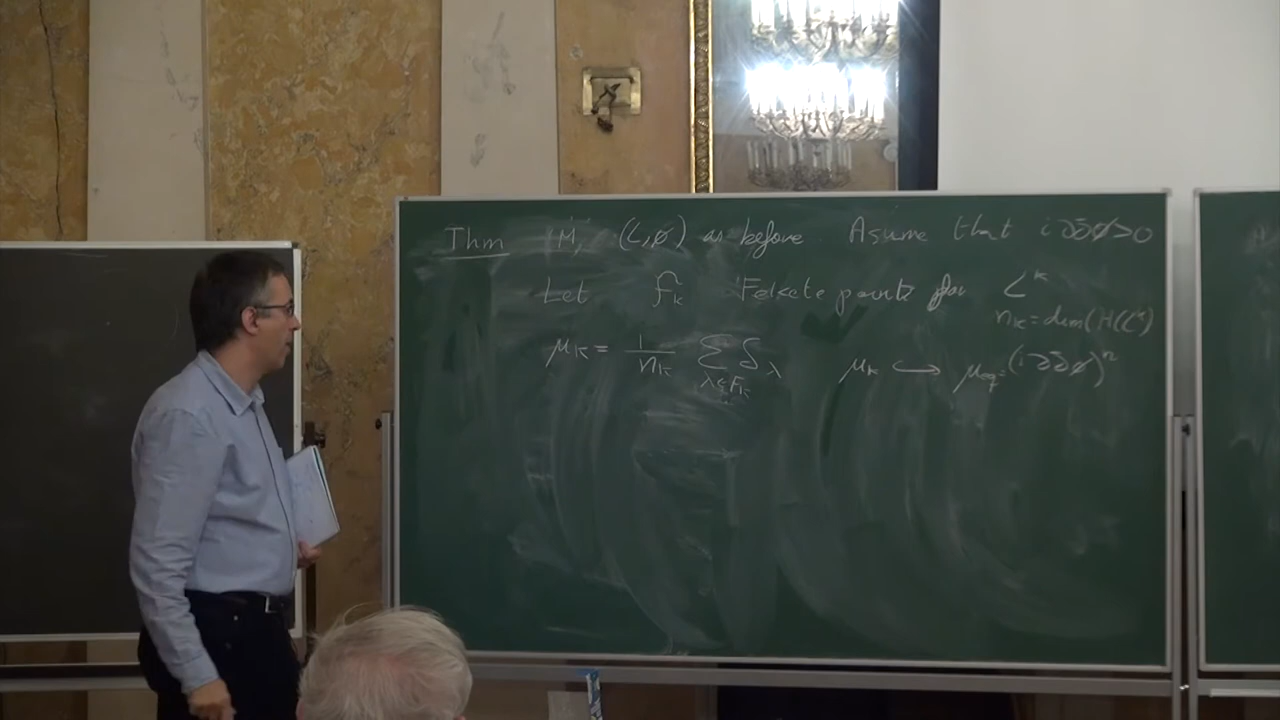 Thm M, (L,ø) as before. Assume that i∂∂̄ø>0
Let F_k Fekete points for L^k
n_k = dim(H(L^k)
μ_k = 1/n_k Σ_{λ∈F_k} δ_λ μ_k ↪ μ_eq = (i∂∂̄ø)^n